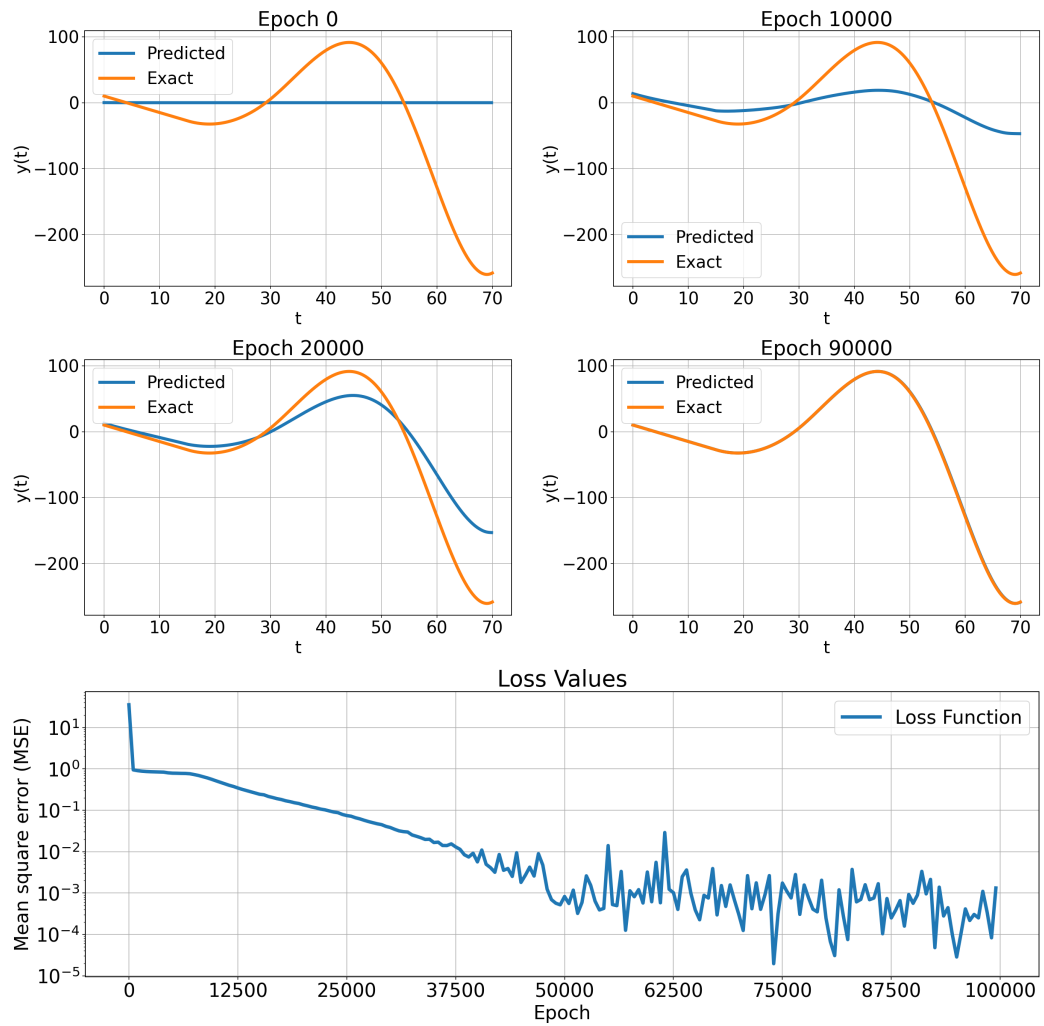 Epoch 0
100
0
−100
−200
y(t)
Predicted
Exact
0 10 20 30 40 50 60 70
t
Epoch 10000
100
0
−100
−200
y(t)
Predicted
Exact
0 10 20 30 40 50 60 70
t
Epoch 20000
100
0
−100
−200
y(t)
Predicted
Exact
0 10 20 30 40 50 60 70
t
Epoch 90000
100
0
−100
−200
y(t)
Predicted
Exact
0 10 20 30 40 50 60 70
t
Loss Values
Mean square error (MSE)
10¹
10⁰
10⁻¹
10⁻²
10⁻³
10⁻⁴
10⁻⁵
Loss Function
0 12500 25000 37500 50000 62500 75000 87500 100000
Epoch